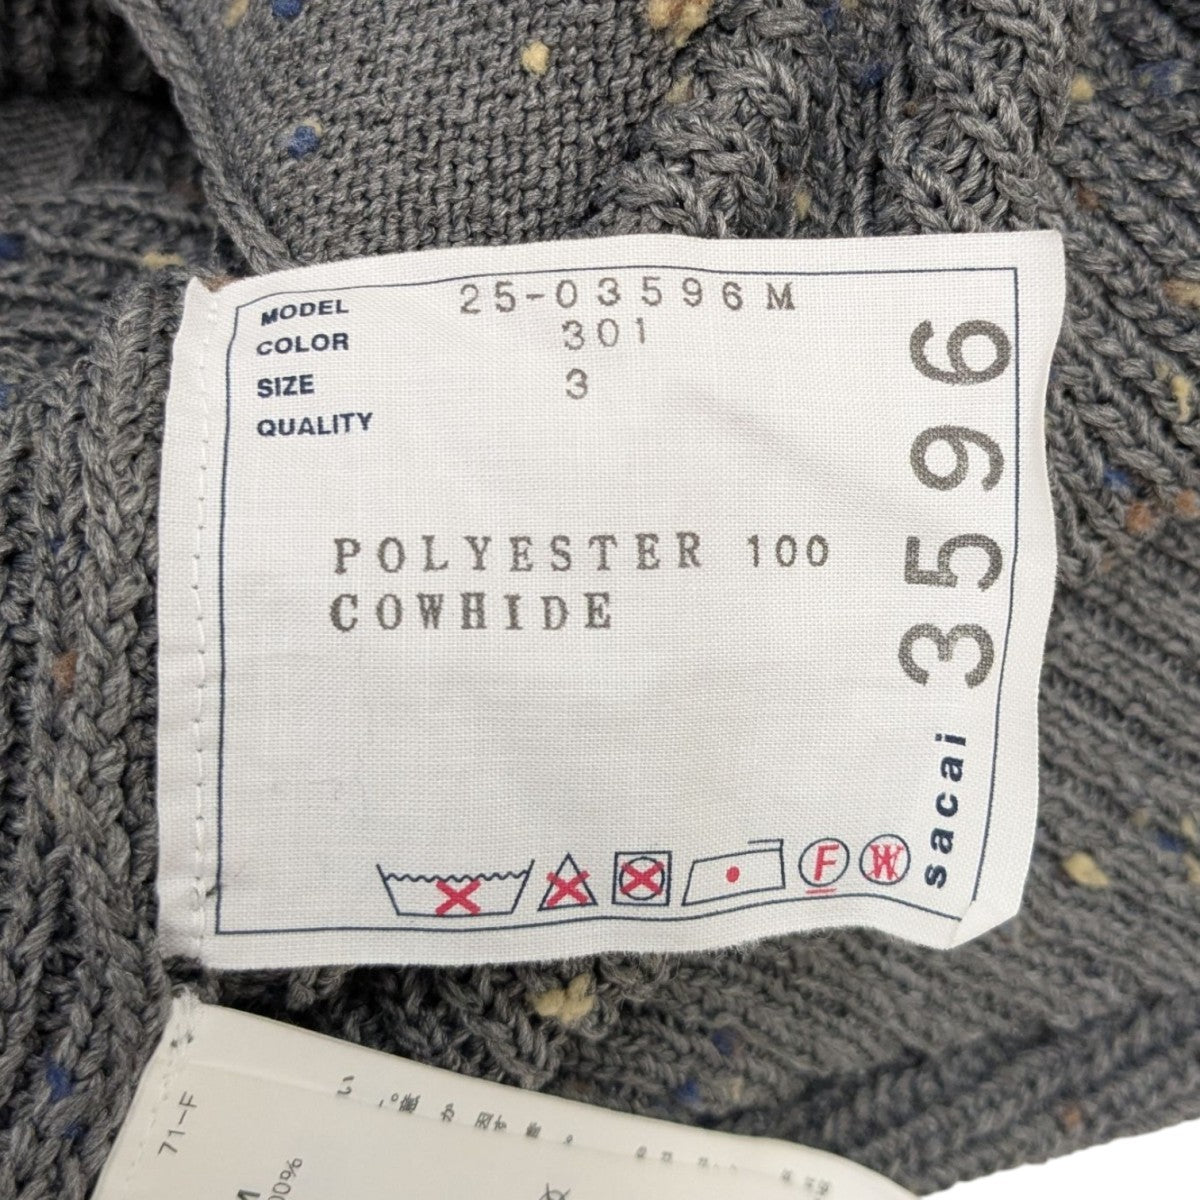 MODEL 25-03596M
COLOR 301
SIZE 3
QUALITY
POLYESTER 100
COWHIDE
F
W
sacai 3596
71-F